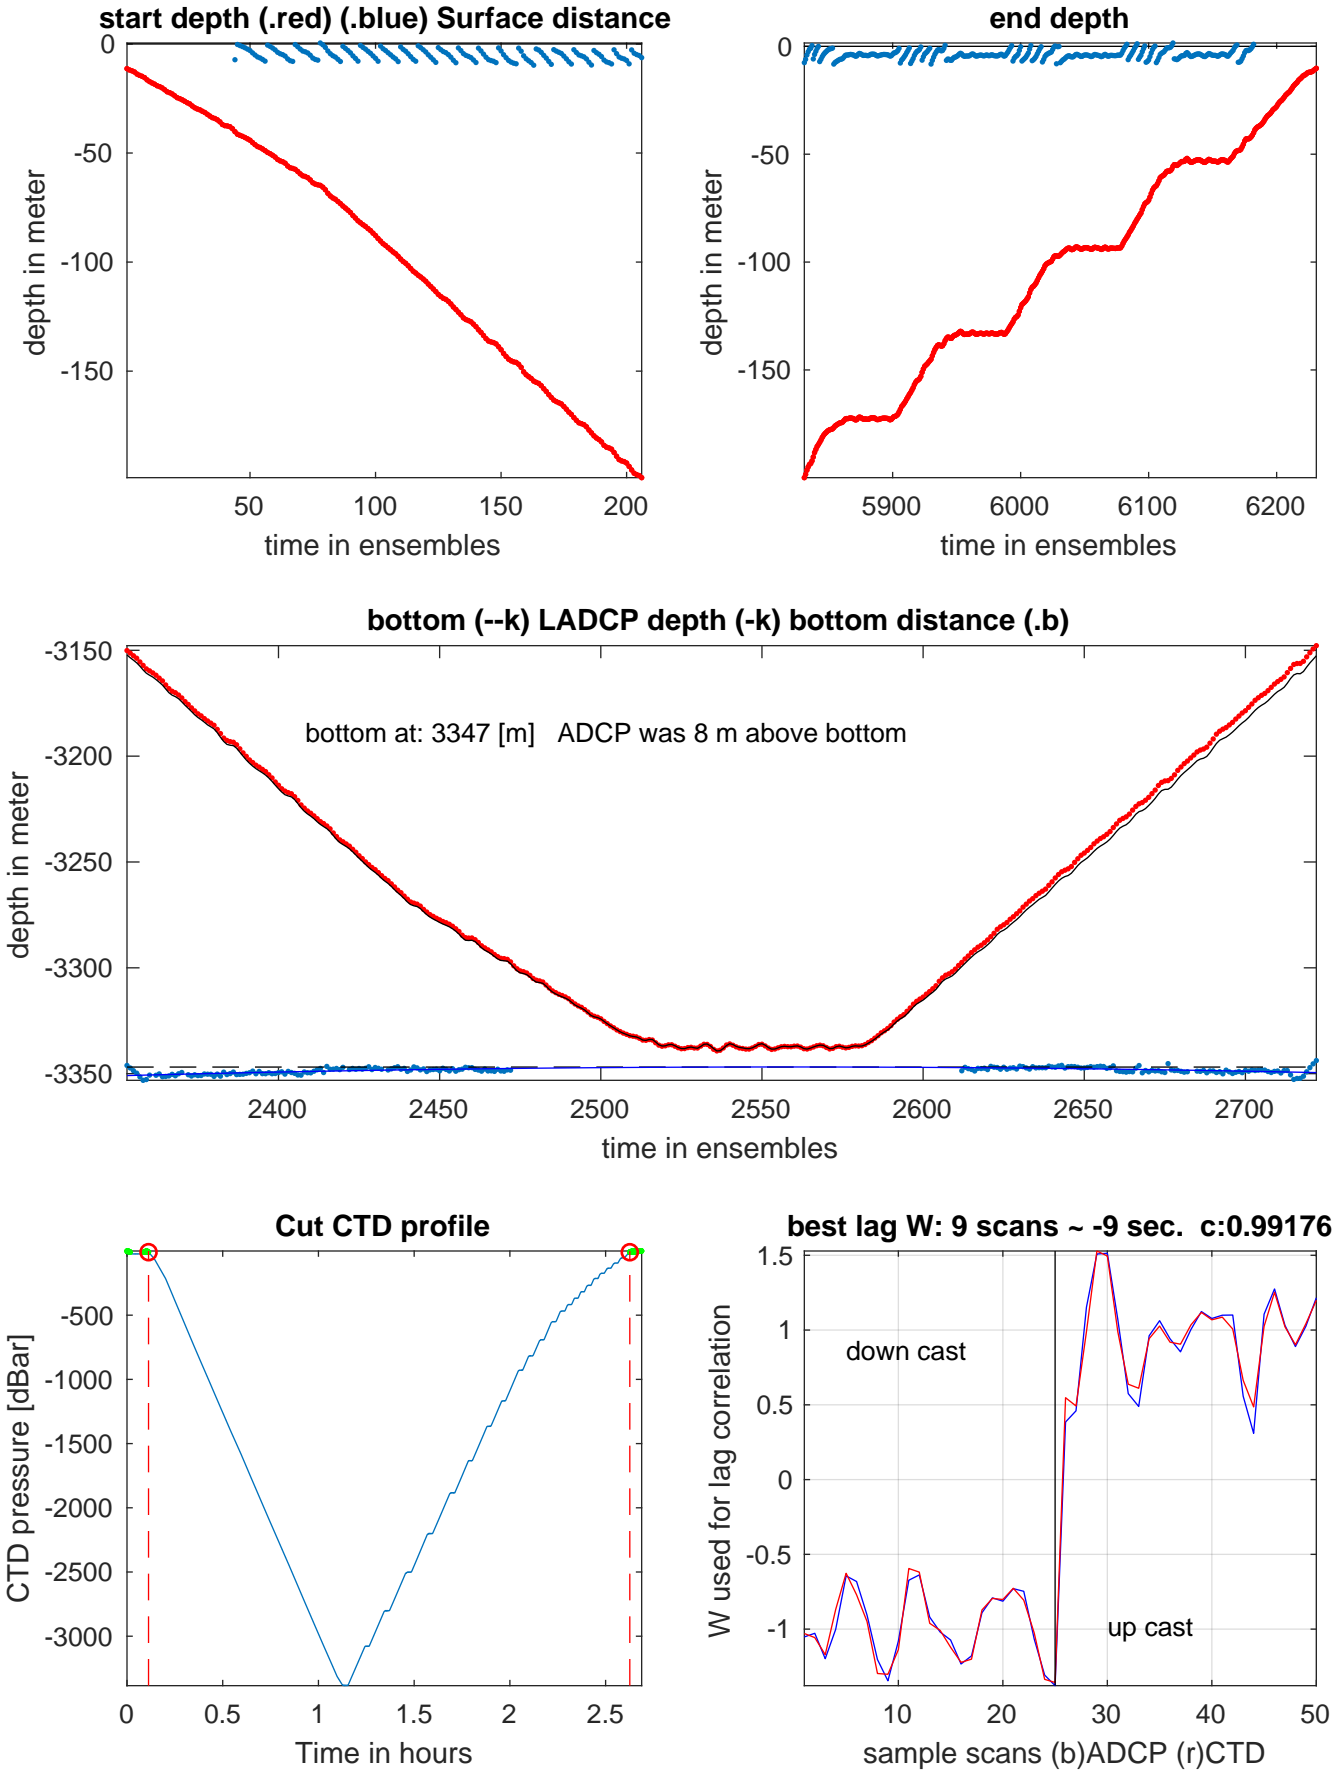 start depth (.red) (.blue) Surface distance
0
-50
-100
-150
depth in meter
50
100
150
200
time in ensembles
end depth
0
-50
-100
-150
depth in meter
5900
6000
6100
6200
time in ensembles
bottom (--k) LADCP depth (-k) bottom distance (.b)
-3150
-3200
-3250
-3300
-3350
depth in meter
bottom at: 3347 [m]   ADCP was 8 m above bottom
2400
2450
2500
2550
2600
2650
2700
time in ensembles
Cut CTD profile
-500
-1000
-1500
-2000
-2500
-3000
CTD pressure [dBar]
0
0.5
1
1.5
2
2.5
Time in hours
best lag W: 9 scans ~ -9 sec.  c:0.99176
1.5
1
0.5
0
-0.5
-1
W used for lag correlation
down cast
up cast
10
20
30
40
50
sample scans (b)ADCP (r)CTD